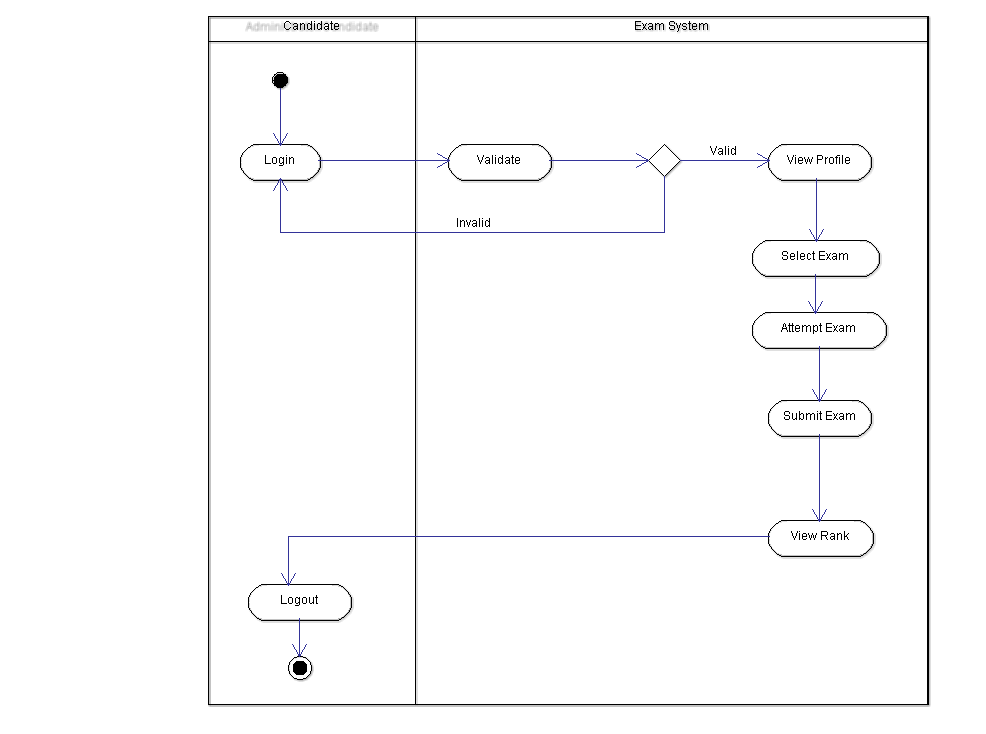 Candidate
Exam System
Login
Validate
Valid
View Profile
Invalid
Select Exam
Attempt Exam
Submit Exam
View Rank
Logout